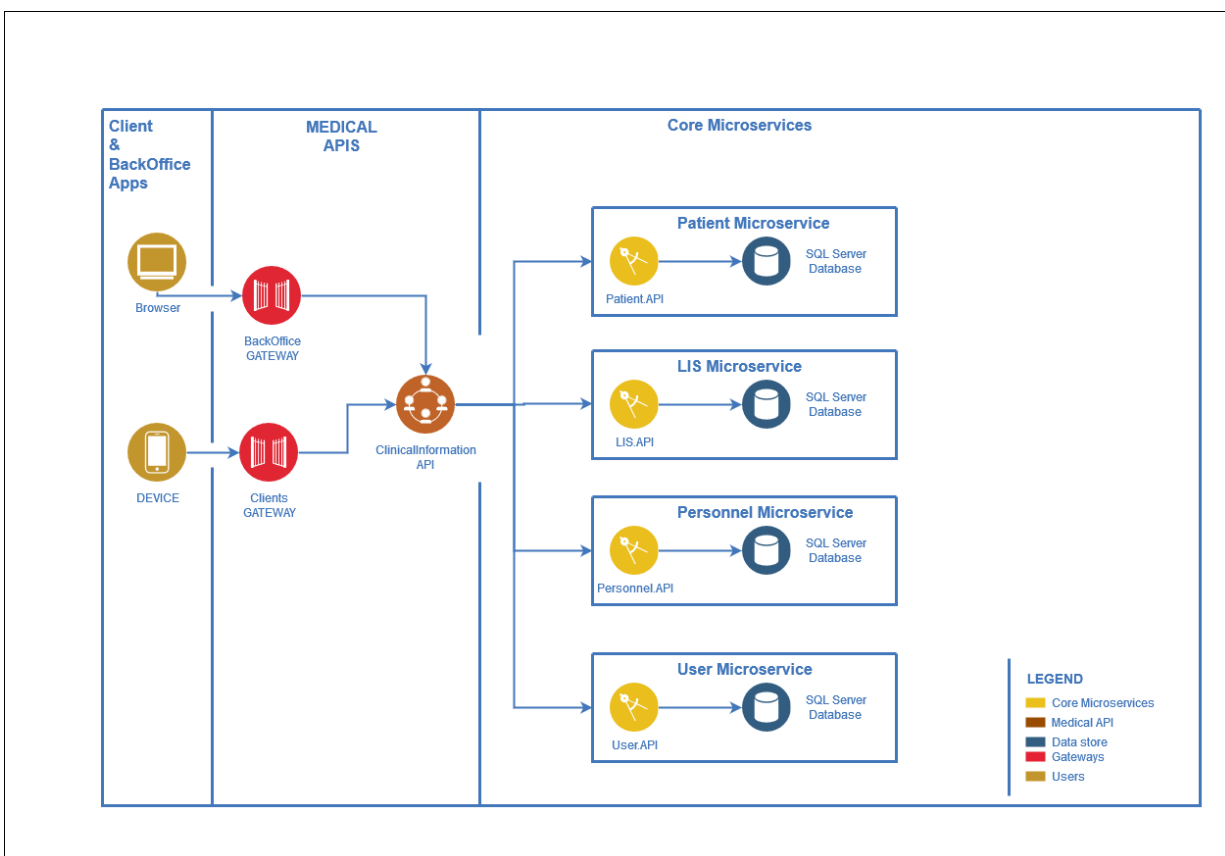 Client
&
BackOffice
Apps
MEDICAL
APIS
Core Microservices
Browser
BackOffice
GATEWAY
DEVICE
Clients
GATEWAY
ClinicalInformation
API
Patient Microservice
Patient.API
SQL Server
Database
LIS Microservice
LIS.API
SQL Server
Database
Personnel Microservice
Personnel.API
SQL Server
Database
User Microservice
User.API
SQL Server
Database
LEGEND
Core Microservices
Medical API
Data store
Gateways
Users